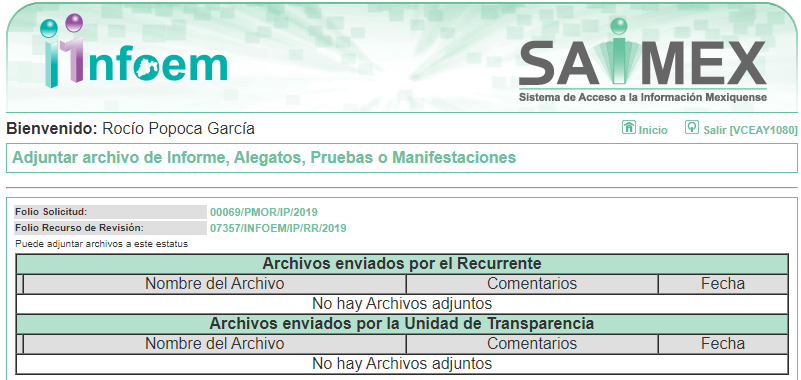 infoem
SAIMEX
Sistema de Acceso a la Información Mexiquense
Bienvenido: Rocío Popoca García
Inicio Salir [VCEAY1080]
Adjuntar archivo de Informe, Alegatos, Pruebas o Manifestaciones
Folio Solicitud: 00069/PMOR/IP/2019
Folio Recurso de Revisión: 07357/INFOEM/IP/RR/2019
Puede adjuntar archivos a este estatus
Archivos enviados por el Recurrente
Nombre del Archivo Comentarios Fecha
No hay Archivos adjuntos
Archivos enviados por la Unidad de Transparencia
Nombre del Archivo Comentarios Fecha
No hay Archivos adjuntos